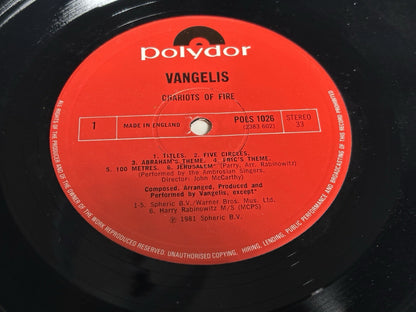 polydor
VANGELIS
CHARIOTS OF FIRE
1 MADE IN ENGLAND POLS 1026 STEREO
(2383 602) 33
1. TITLES. 2. FIVE CIRCLES.
3. ABRAHAM'S THEME. 4. ERIC'S THEME.
5. 100 METRES. 6. JERUSALEM* (Parry, Arr. Rabinowitz)
(Performed by the Ambrosian Singers,
Director: John McCarthy)
Composed, Arranged, Produced and
Performed by Vangelis, except*
1-5. Spheric B.V./Warner Bros. Mus. Ltd.
6. Harry Rabinowitz M/S (MCPS)
℗ 1981 Spheric B.V.
ALL RIGHTS OF THE PRODUCER AND OF THE OWNER OF THE WORK REPRODUCED RESERVED. UNAUTHORISED COPYING, HIRING, LENDING, PUBLIC PERFORMANCE AND BROADCASTING OF THIS RECORD PROHIBITED.